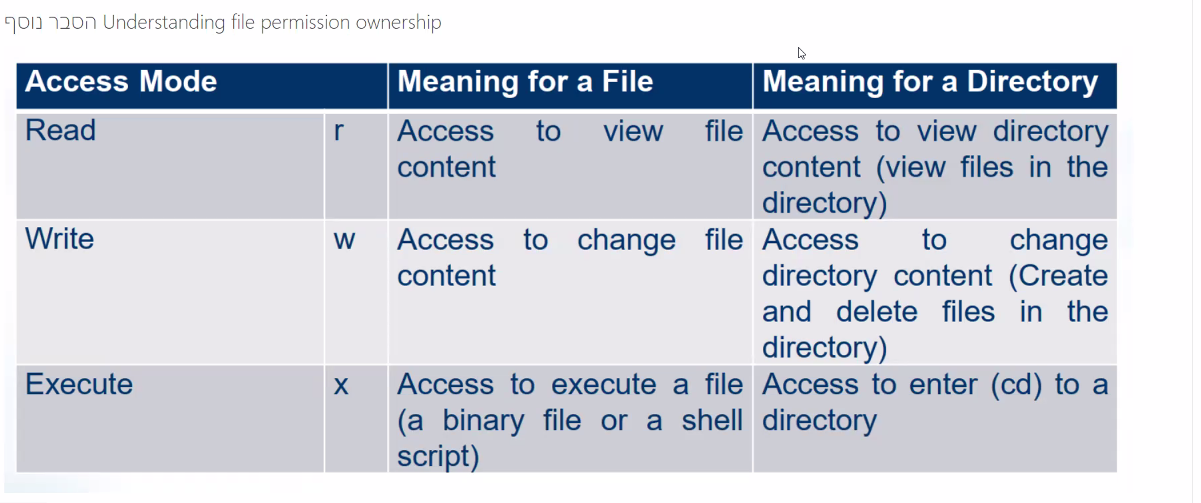 הסבר נוסף Understanding file permission ownership
Access Mode Meaning for a File Meaning for a Directory
Read r Access to view file Access to view directory
content content (view files in the
directory)
Write w Access to change file Access to change
content directory content (Create
and delete files in the
directory)
Execute x Access to execute a file Access to enter (cd) to a
(a binary file or a shell directory
script)